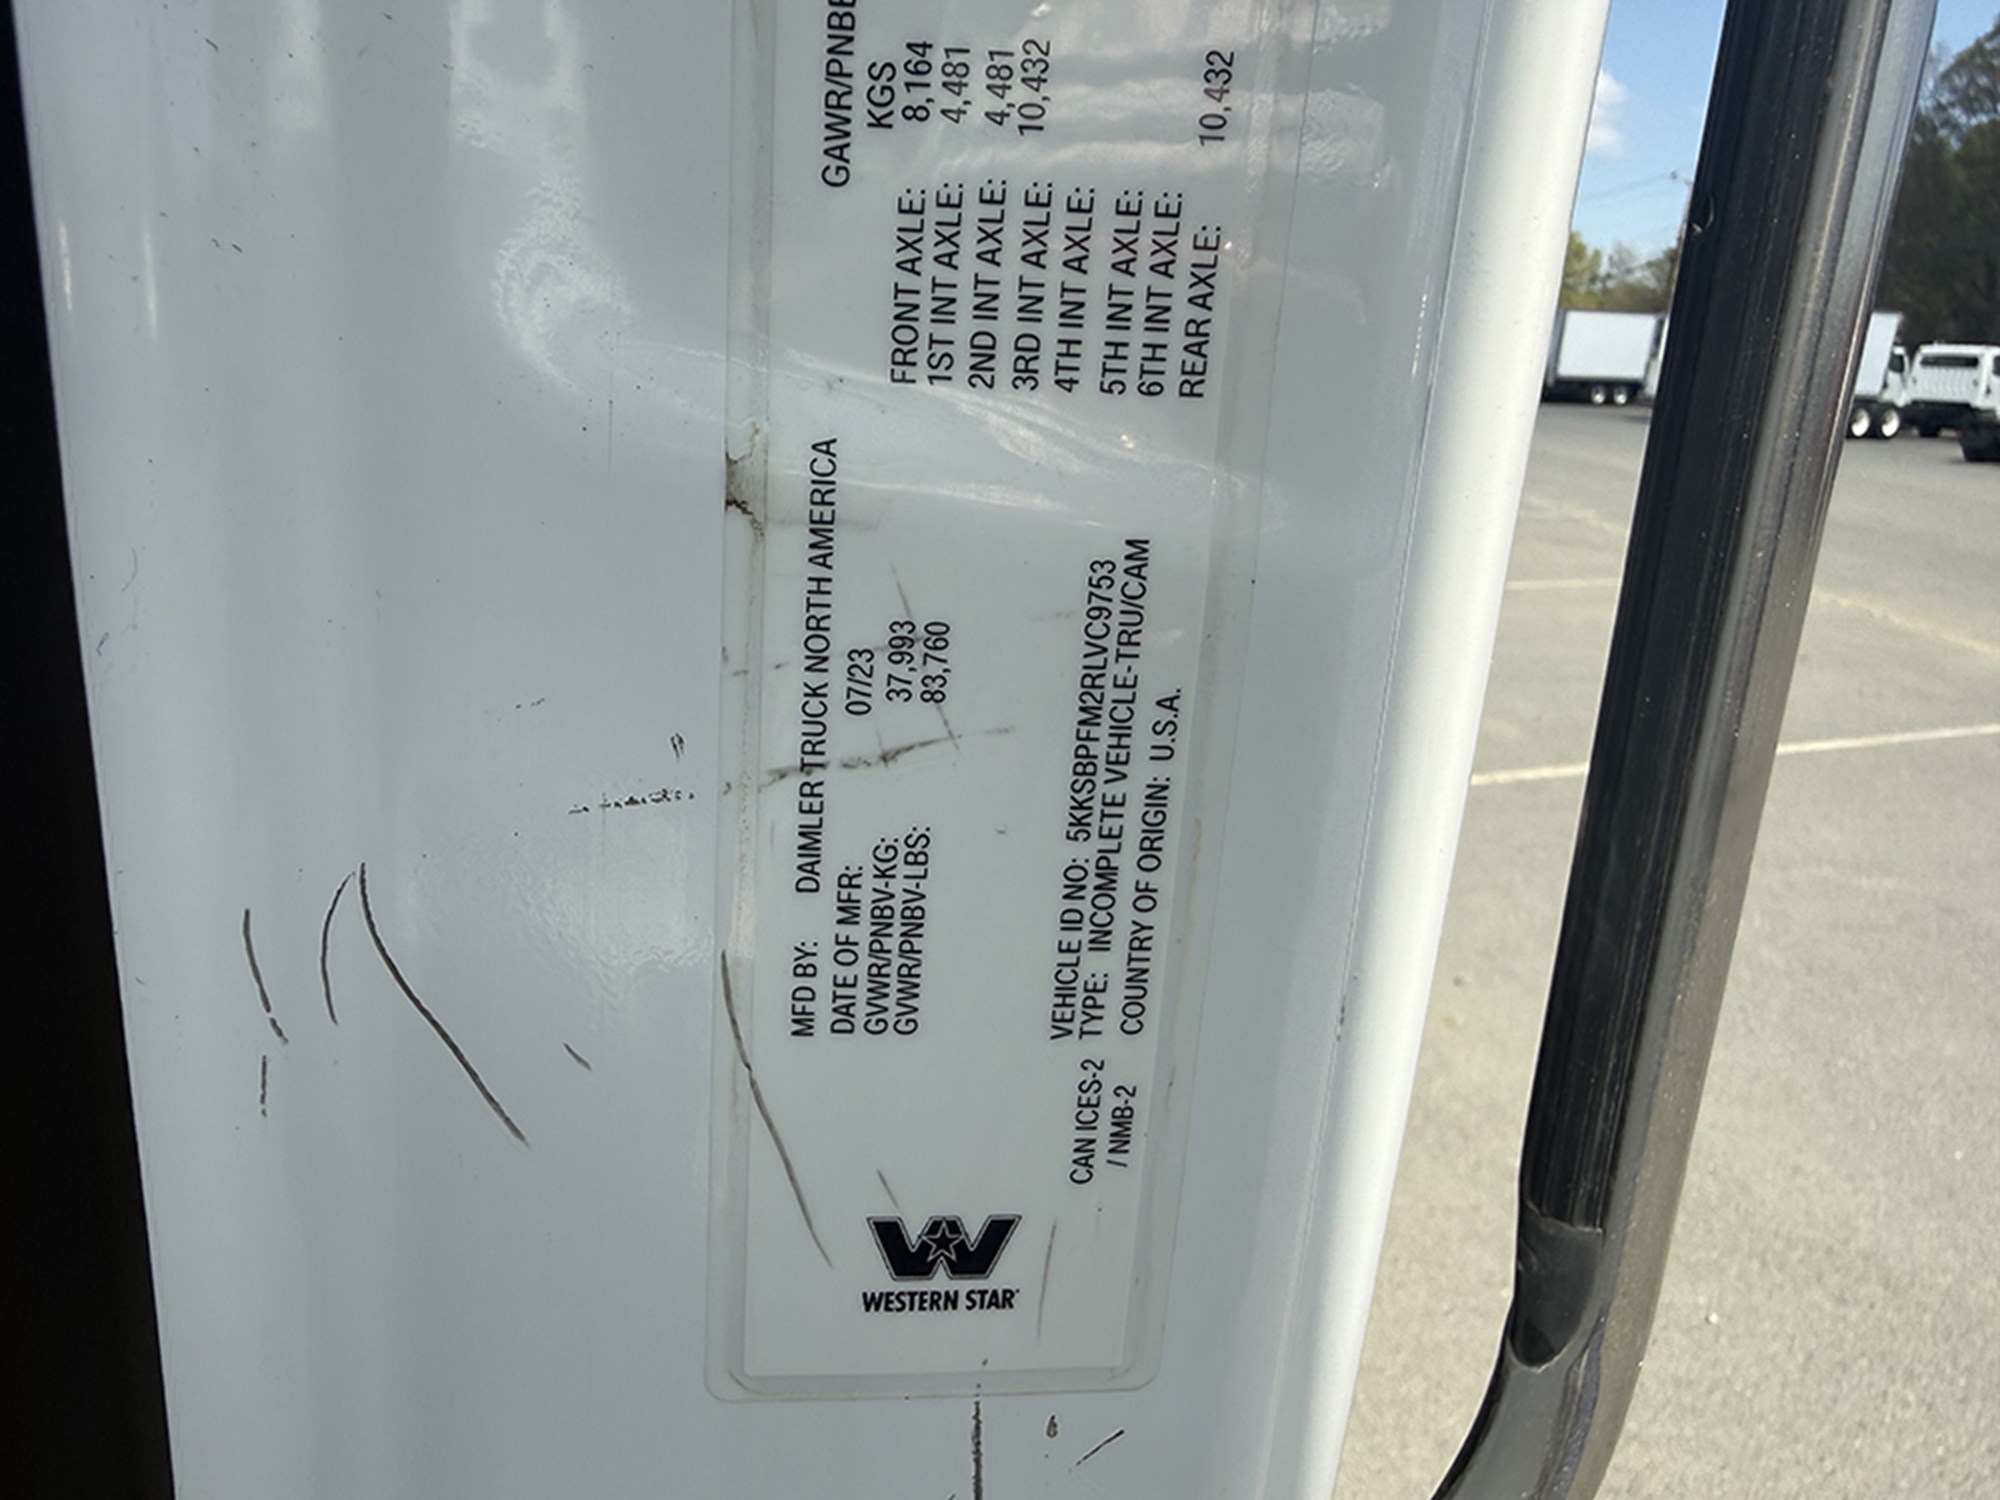 MFD BY: DAIMLER TRUCK NORTH AMERICA
DATE OF MFR: 07/23
GVWR/PNBV-KG: 37,993
GVWR/PNBV-LBS: 83,760
VEHICLE ID NO: 5KKSBPFM2RLVC9753
TYPE: INCOMPLETE VEHICLE-TRU/CAM
COUNTRY OF ORIGIN: U.S.A.
CAN ICES-2
/ NMB-2
WESTERN STAR
GAWR/PNBE
KGS
FRONT AXLE: 8,164
1ST INT AXLE: 4,481
2ND INT AXLE: 4,481
3RD INT AXLE: 10,432
4TH INT AXLE:
5TH INT AXLE:
6TH INT AXLE:
REAR AXLE: 10,432